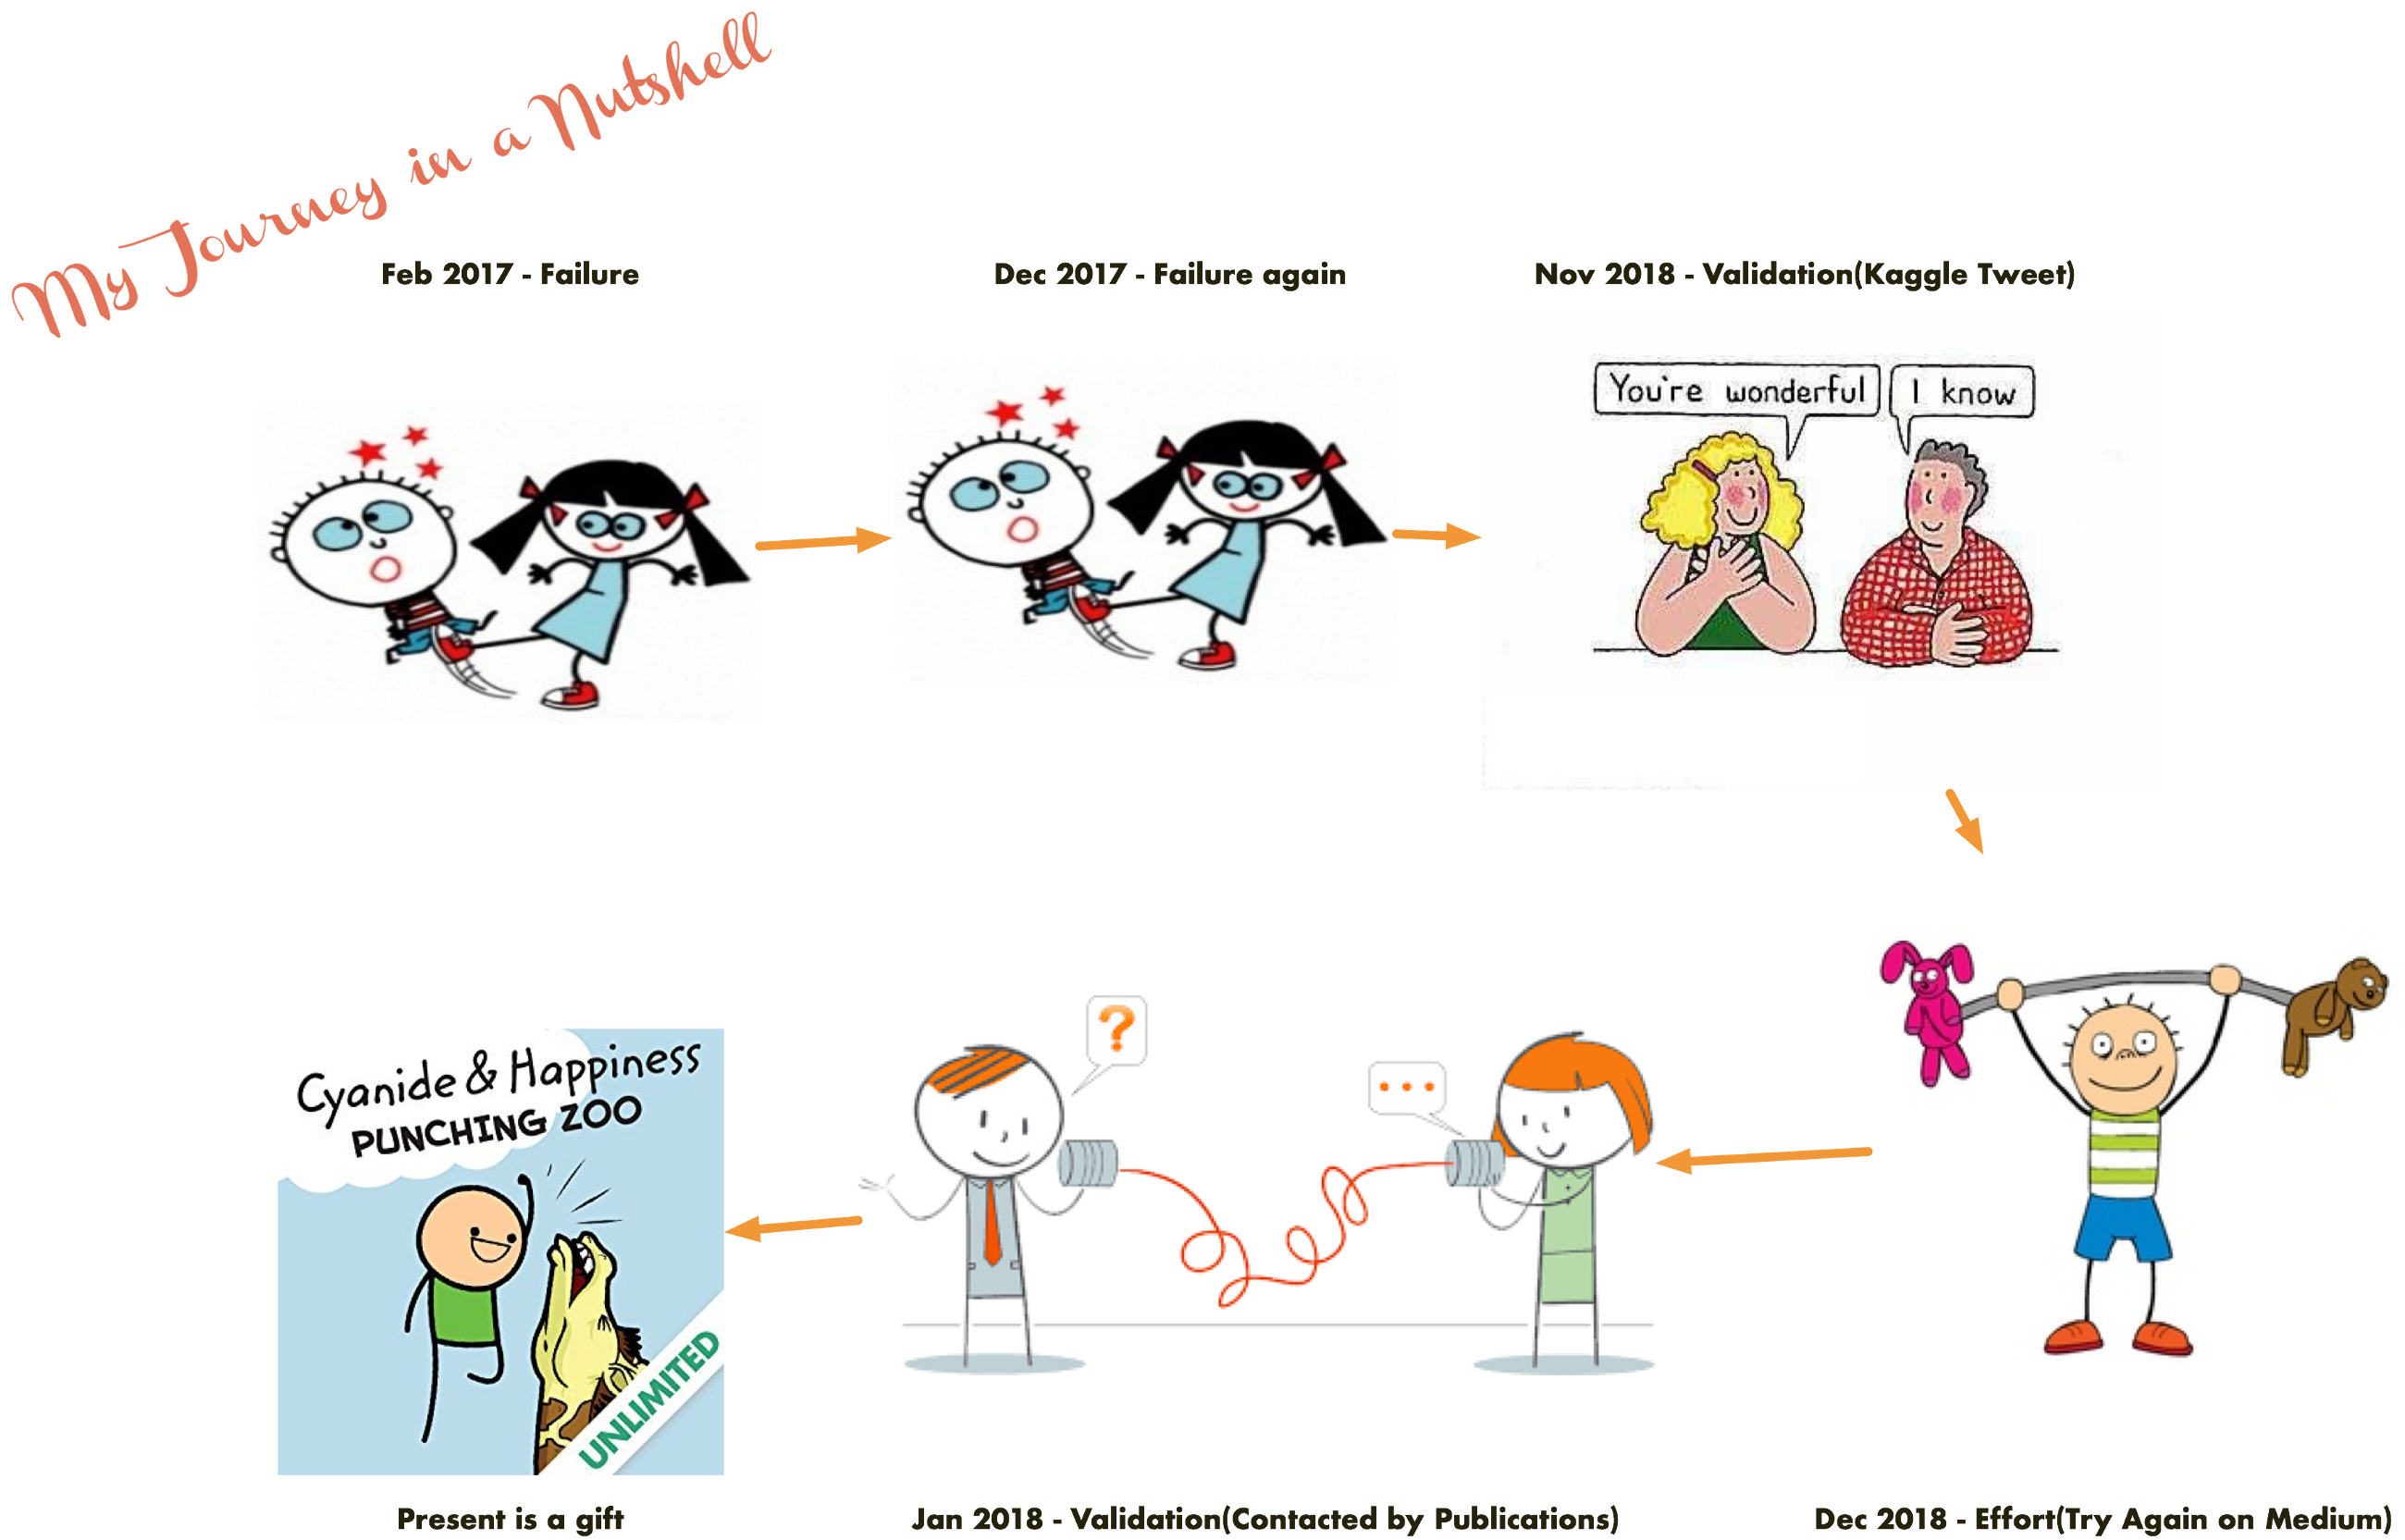 My Journey in a Nutshell
Feb 2017 - Failure
Dec 2017 - Failure again
Nov 2018 - Validation(Kaggle Tweet)
You're wonderful
I know
Cyanide & Happiness
PUNCHING ZOO
UNLIMITED
?
...
Present is a gift
Jan 2018 - Validation(Contacted by Publications)
Dec 2018 - Effort(Try Again on Medium)